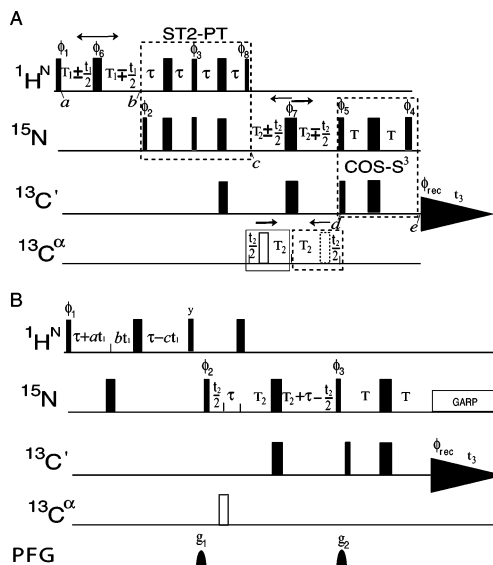 A
ST2-PT
ϕ1 ϕ6 ϕ3 ϕ8
1HN T1±t1/2 T1∓t1/2 τ τ τ τ
a b
ϕ2 ϕ7 ϕ5 ϕ4
15N T2±t2/2 T2∓t2/2 T T
c
COS-S3
13C' d e ϕrec t3
13Cα t2/2 T2 T2 t2/2
B
ϕ1 y
1HN τ+at1 bt1 τ-ct1
ϕ2 ϕ3
15N t2/2 τ T2 T2+τ-t2/2 T T GARP
13C' ϕrec t3
13Cα
PFG g1 g2